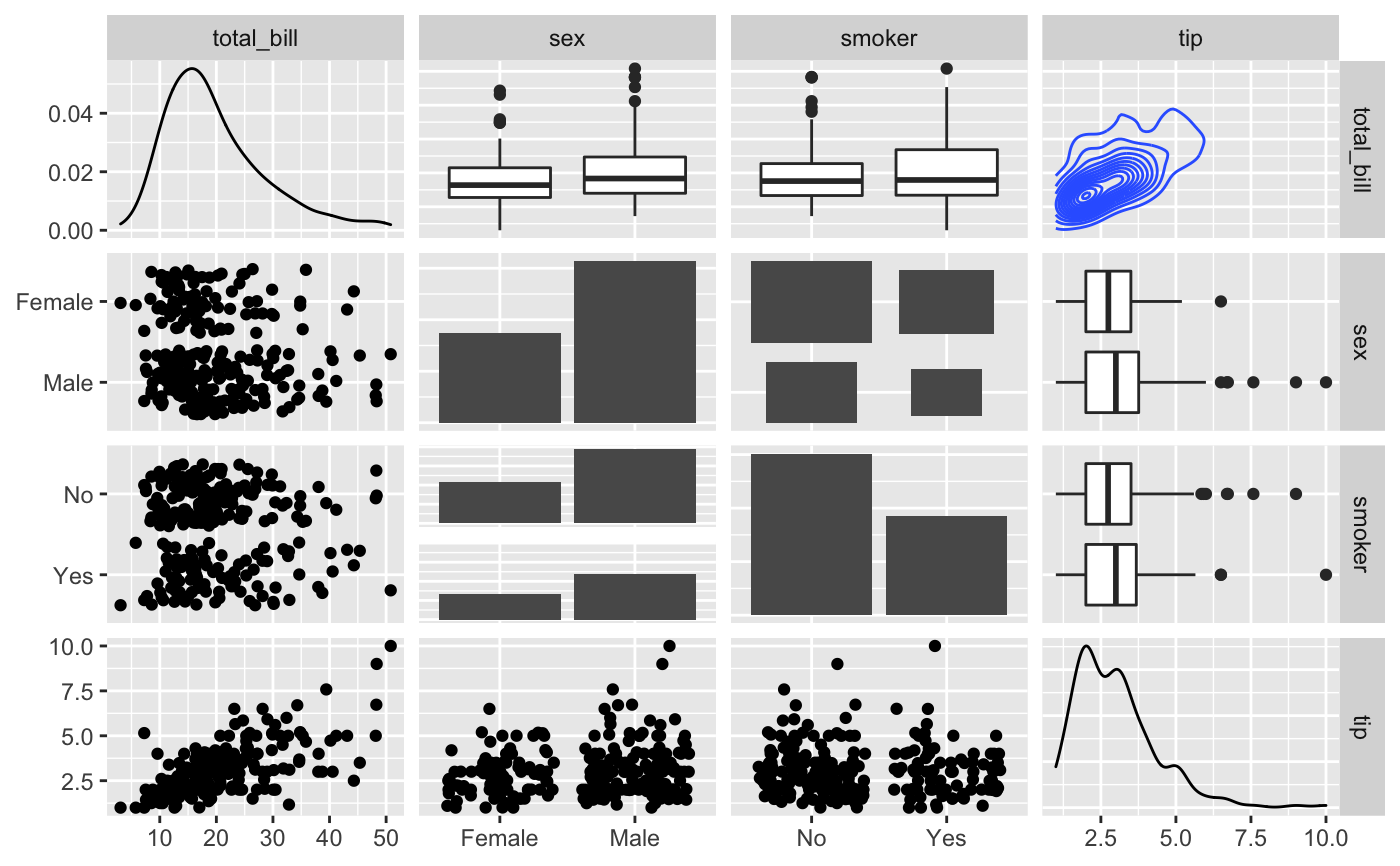 total_bill sex smoker tip
0.04
0.02
0.00
total_bill
Female
Male
sex
No
Yes
smoker
10.0
7.5
5.0
2.5
tip
10 20 30 40 50 Female Male No Yes 2.5 5.0 7.5 10.0